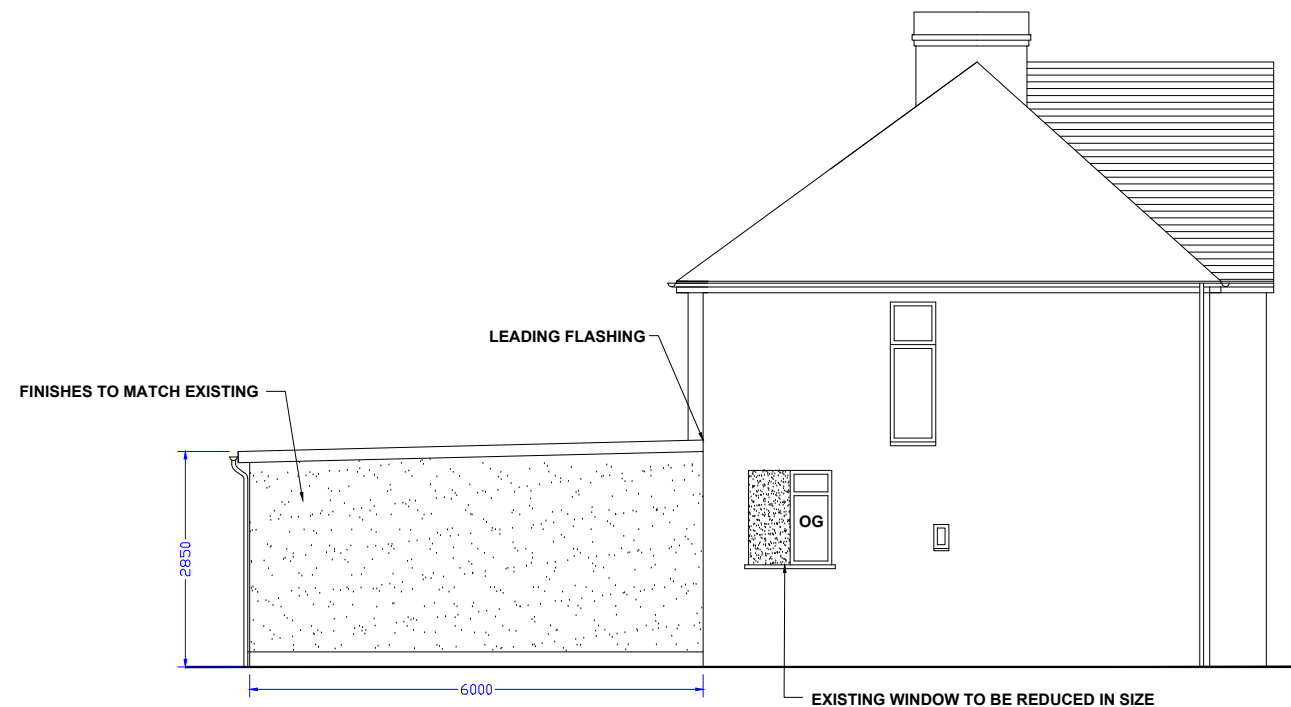 LEADING FLASHING
FINISHES TO MATCH EXISTING
OG
2850
6000
EXISTING WINDOW TO BE REDUCED IN SIZE